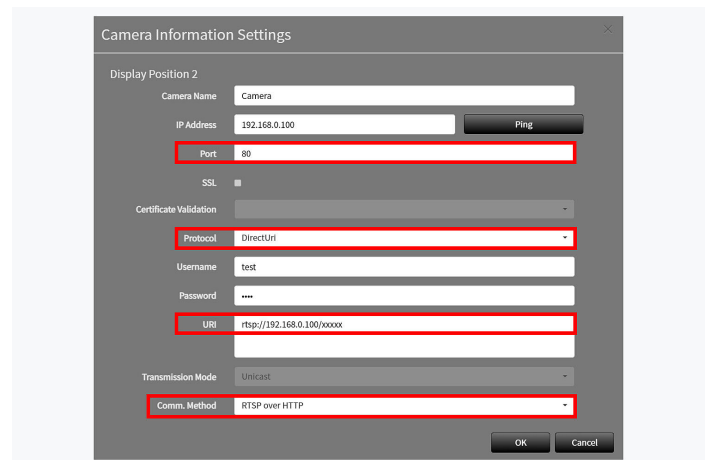 Camera Information Settings
Display Position 2
Camera Name Camera
IP Address 192.168.0.100 Ping
Port 80
SSL
Certificate Validation
Protocol DirectUri
Username test
Password ••••
URI rtsp://192.168.0.100/xxxxx
Transmission Mode Unicast
Comm. Method RTSP over HTTP
OK Cancel